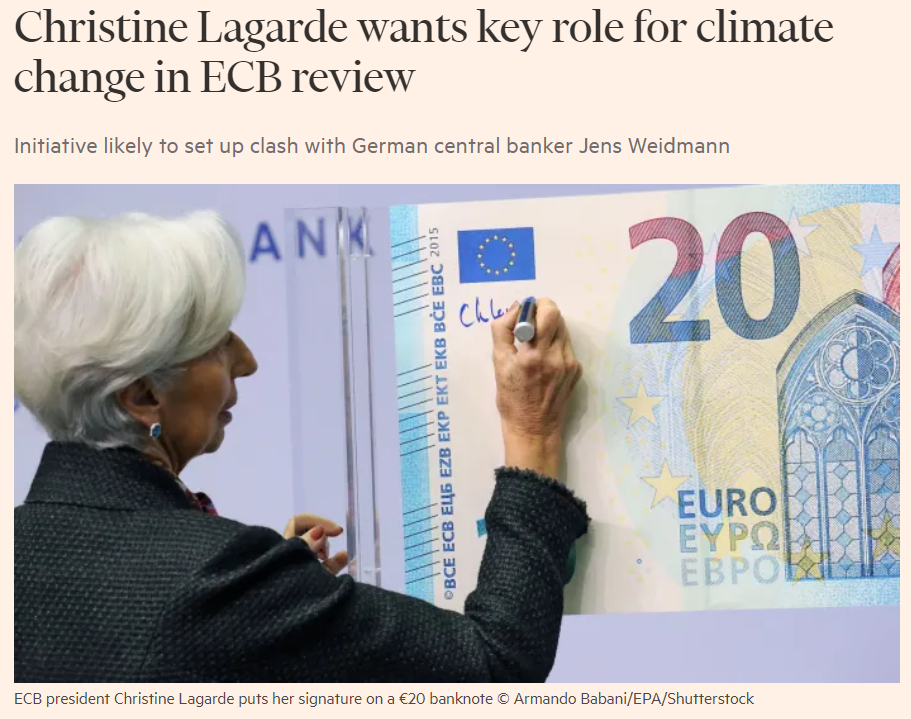 Christine Lagarde wants key role for climate
change in ECB review
Initiative likely to set up clash with German central banker Jens Weidmann
ANK
©BCE ECB ЕЦБ EZB EKP ΕΚΤ EKB BĊE EBC 2015
20
EURO
ΕΥΡΩ
ЕВРО
ECB president Christine Lagarde puts her signature on a €20 banknote © Armando Babani/EPA/Shutterstock